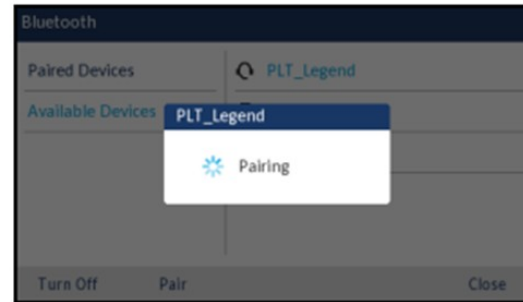 Bluetooth
Paired Devices
PLT_Legend
Available Devices
PLT_Legend
Pairing
Turn Off
Pair
Close